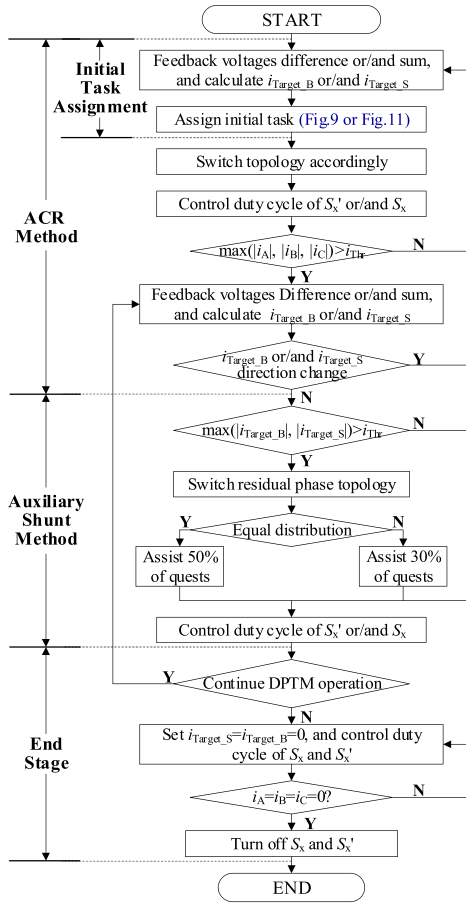 START
Feedback voltages difference or/and sum,
and calculate iTarget_B or/and iTarget_S
Initial
Task
Assignment
Assign initial task (Fig.9 or Fig.11)
Switch topology accordingly
Control duty cycle of Sx' or/and Sx
ACR
Method
max(|iA|, |iB|, |iC|)>iThr
N
Y
Feedback voltages Difference or/and sum,
and calculate iTarget_B or/and iTarget_S
iTarget_B or/and iTarget_S
direction change
Y
N
max(|iTarget_B|, |iTarget_S|)>iThr
N
Y
Switch residual phase topology
Auxiliary
Shunt
Method
Y
Equal distribution
N
Assist 50%
of quests
Assist 30%
of quests
Control duty cycle of Sx' or/and Sx
Y
Continue DPTM operation
N
Set iTarget_S=iTarget_B=0, and control duty
cycle of Sx and Sx'
End
Stage
iA=iB=iC=0?
N
Y
Turn off Sx and Sx'
END